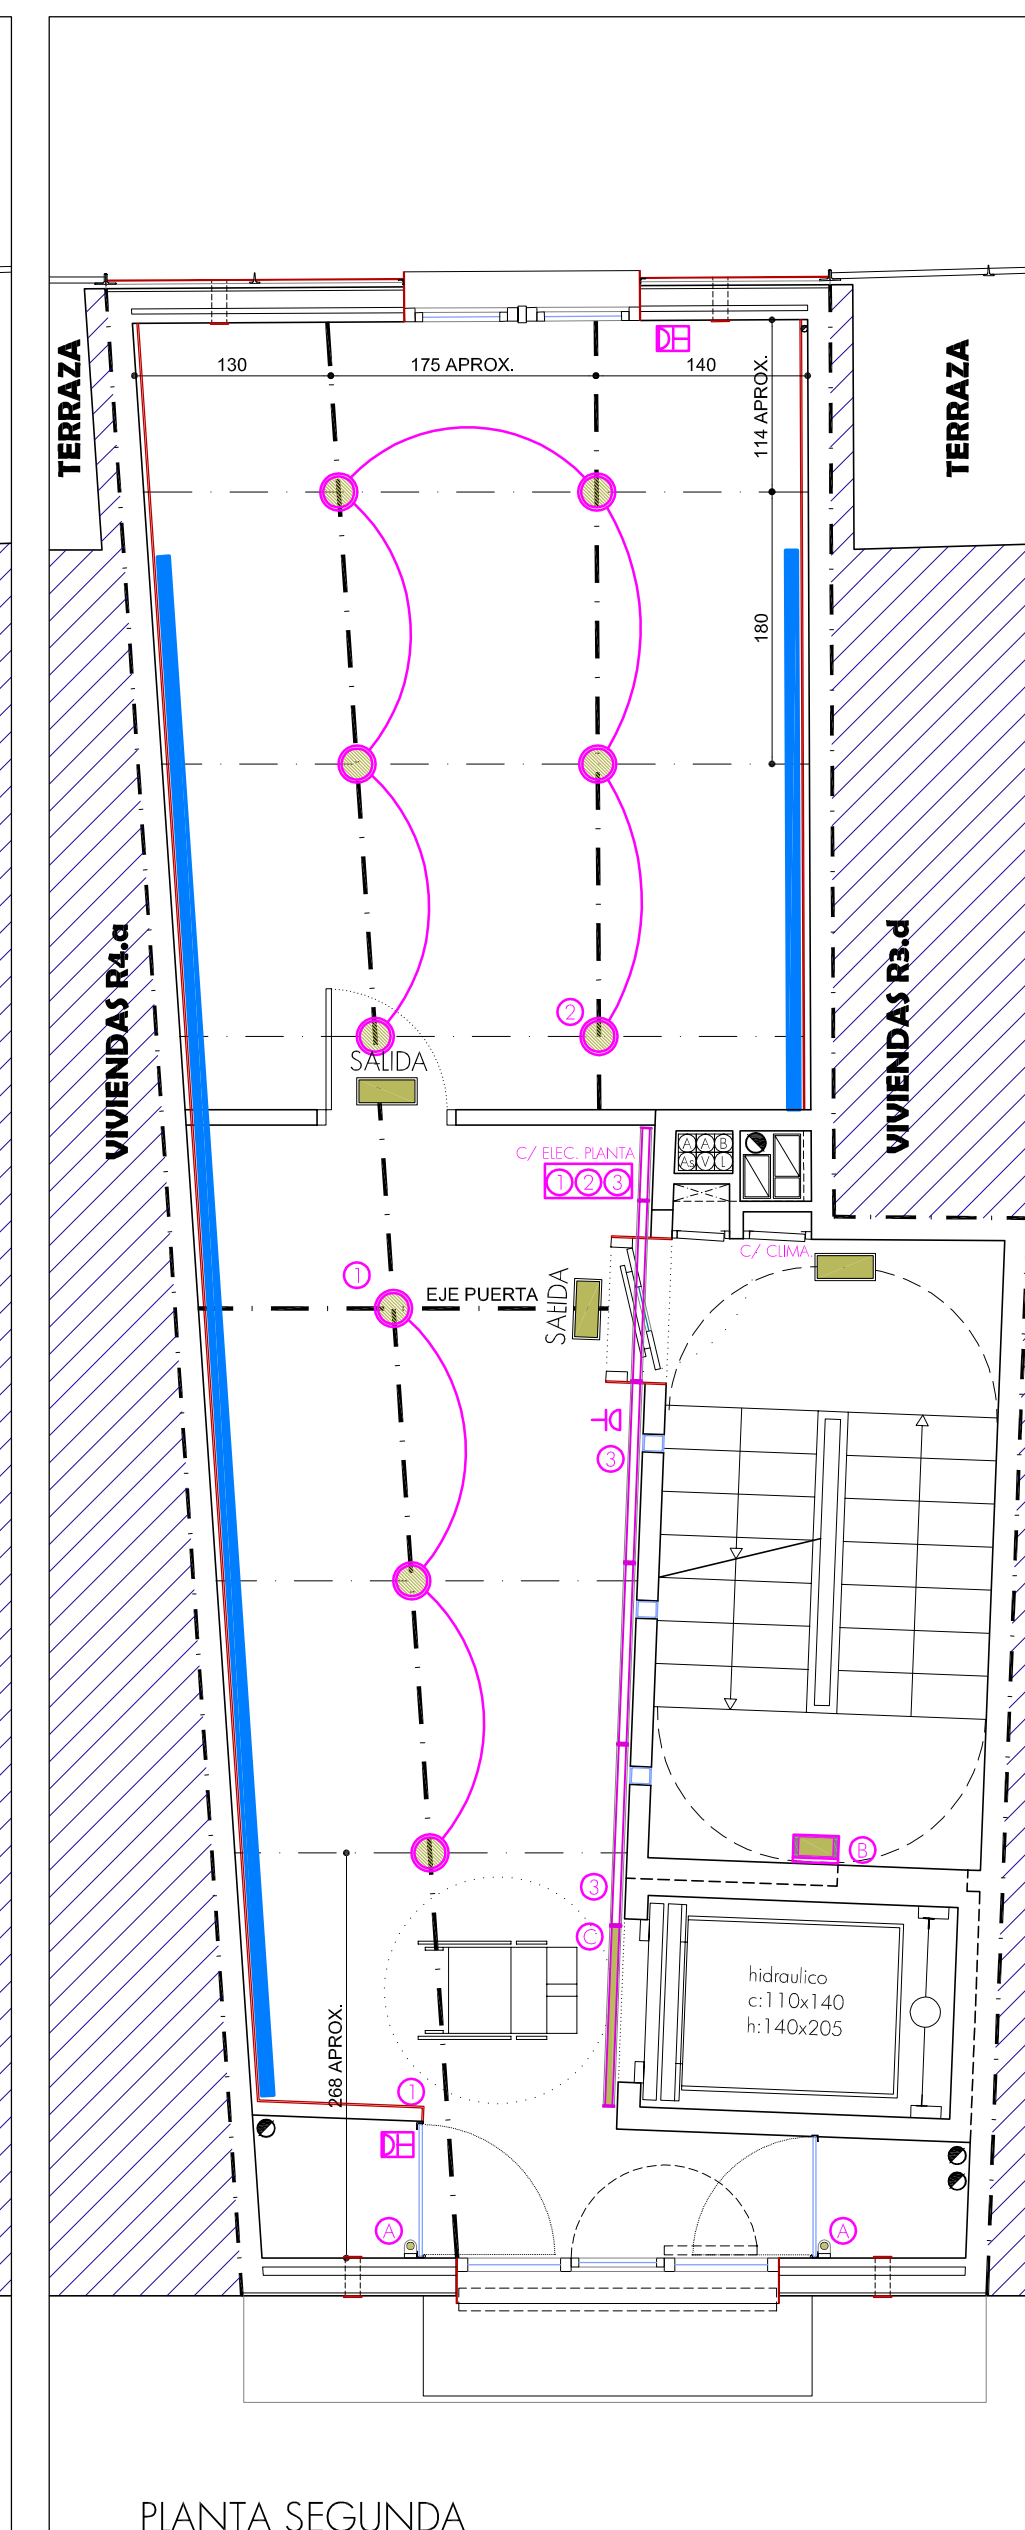 TERRAZA
TERRAZA
130
175 APROX.
140
114 APROX.
180
VIVIENDAS R4.a
VIVIENDAS R3.d
2
SALIDA
C/ ELEC. PLANTA
1 2 3
A A B
As V L
C/ CLIMA.
1
EJE PUERTA
SALIDA
3
B
3
C
hidraulico
c:110x140
h:140x205
268 APROX.
1
A
A
PLANTA SEGUNDA